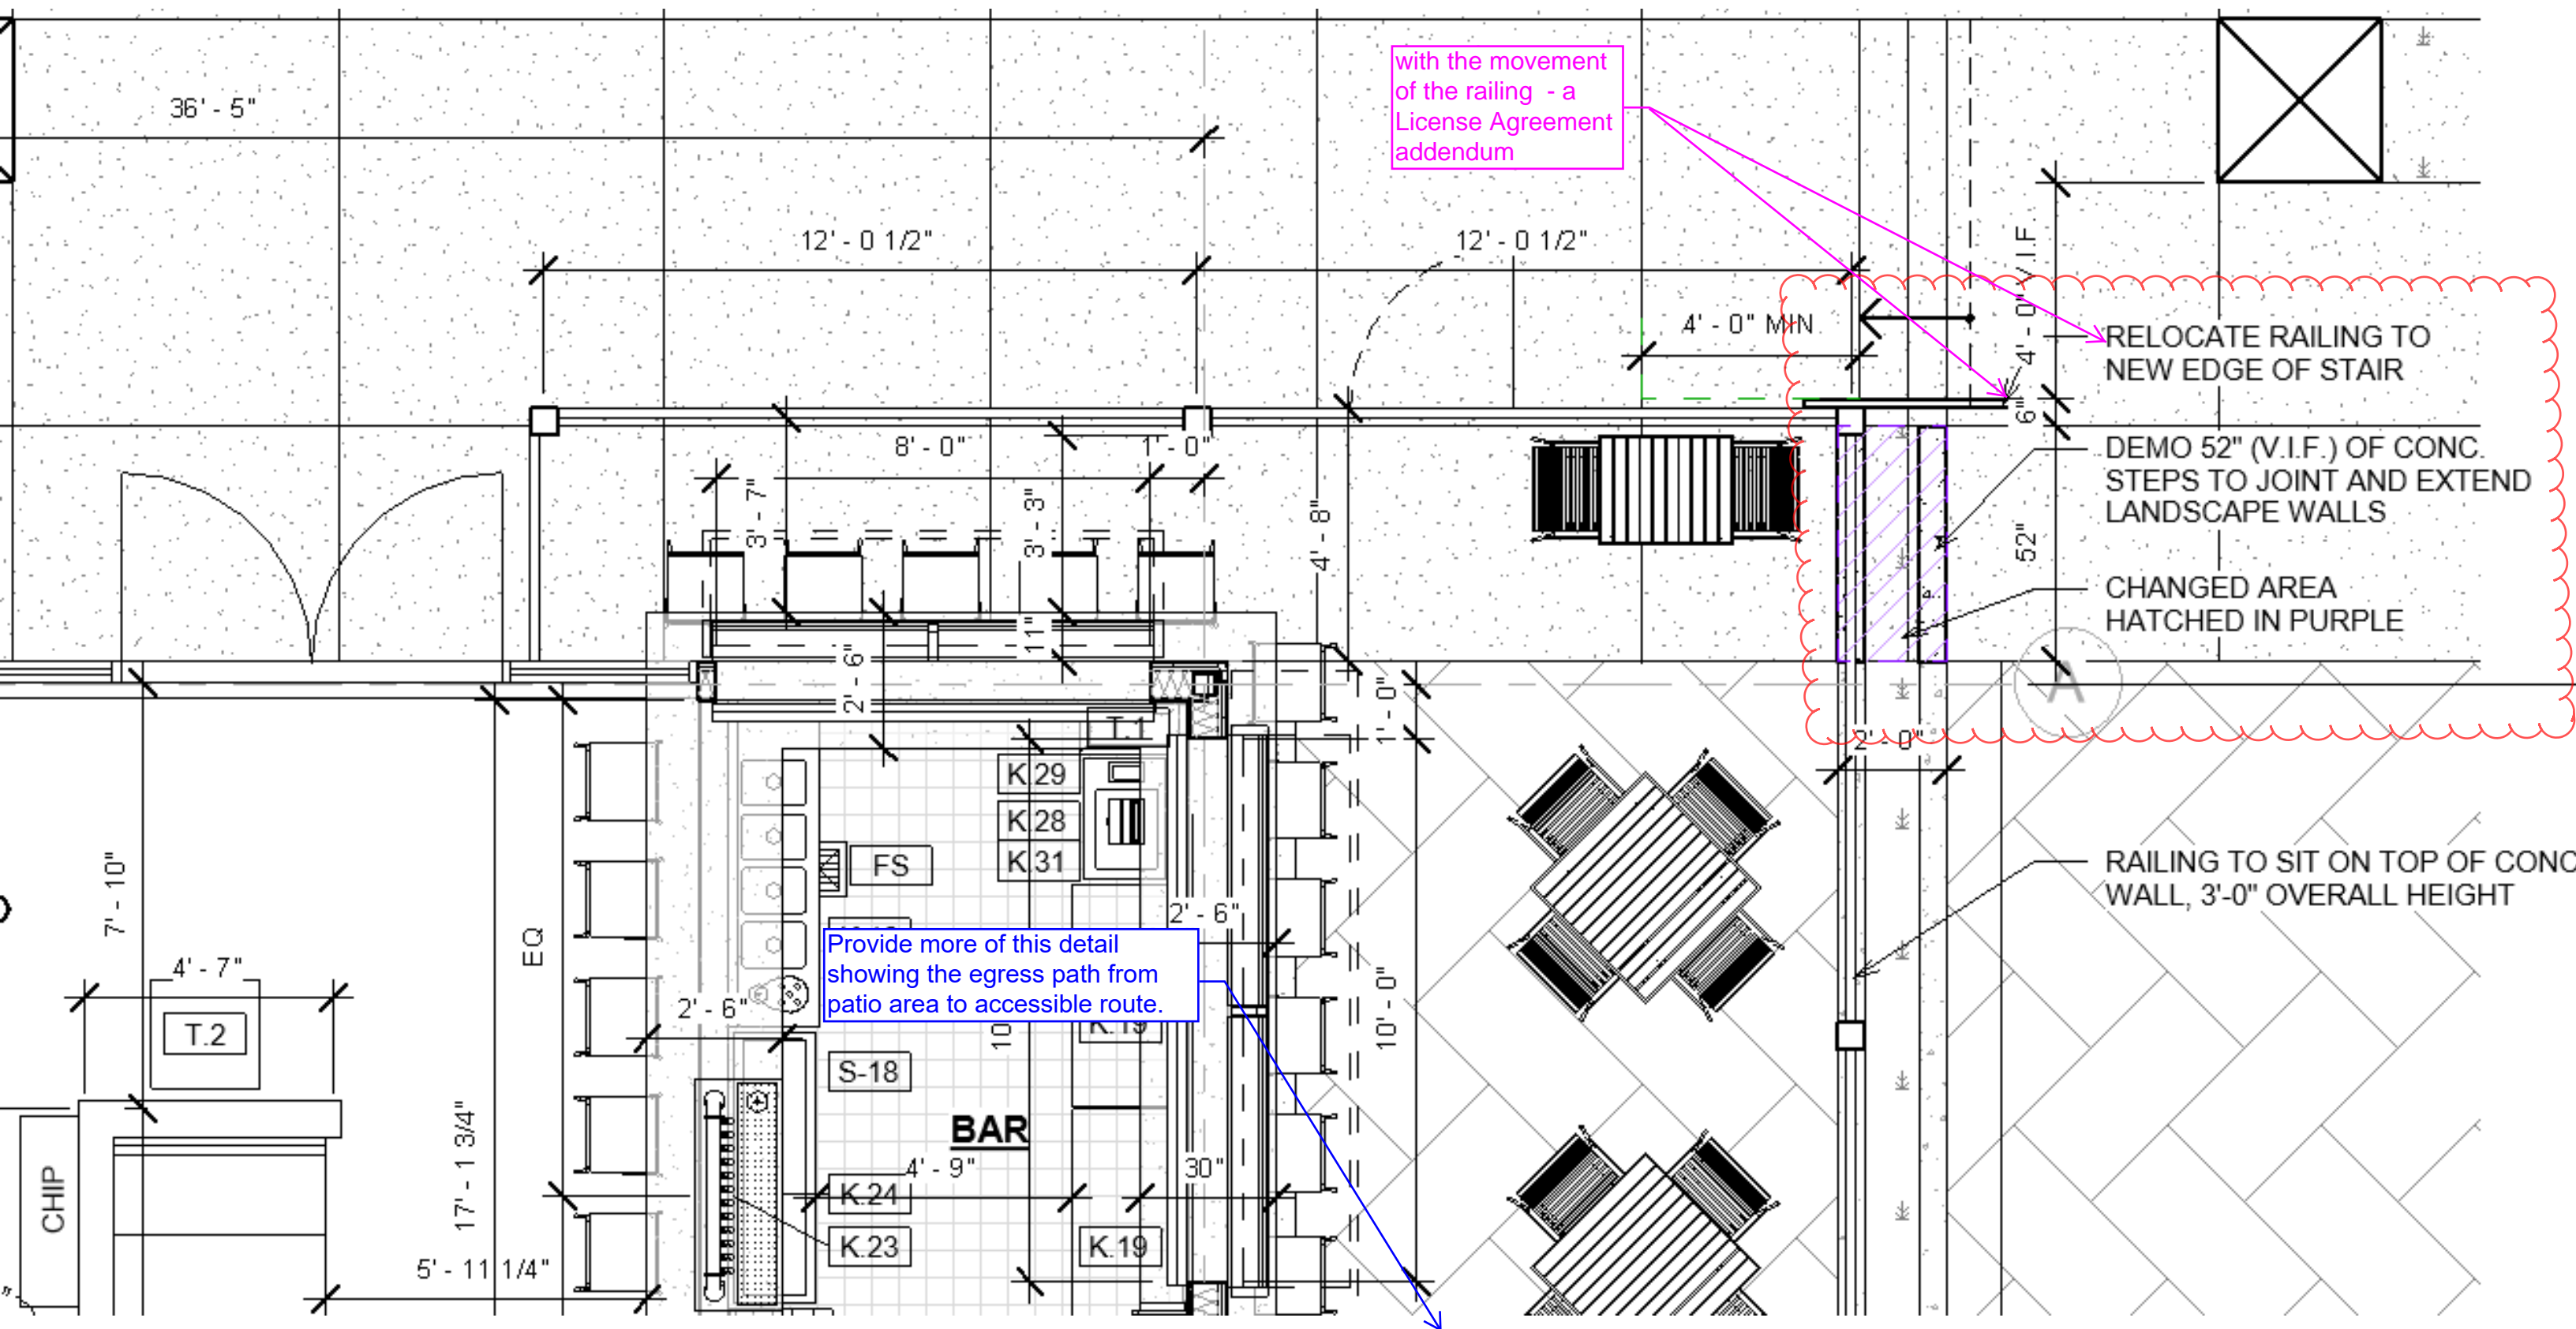 with the movement
of the railing - a
License Agreement
addendum
36' - 5"
12' - 0 1/2"
12' - 0 1/2"
4' - 0" MIN
4' - 0" V.I.F.
RELOCATE RAILING TO
NEW EDGE OF STAIR
6"
8' - 0"
1' - 0"
3' - 7"
3' - 3"
4' - 8"
DEMO 52" (V.I.F.) OF CONC.
STEPS TO JOINT AND EXTEND
LANDSCAPE WALLS
52"
CHANGED AREA
HATCHED IN PURPLE
11"
2' - 6"
A
1' - 0"
2' - 0"
T.1
K.29
K.28
K.31
FS
7' - 10"
EQ
2' - 6"
RAILING TO SIT ON TOP OF CONC
WALL, 3'-0" OVERALL HEIGHT
Provide more of this detail
showing the egress path from
patio area to accessible route.
4' - 7"
T.2
2' - 6"
10
K.19
10' - 0"
S-18
BAR
17' - 1 3/4"
4' - 9"
30"
CHIP
K.24
K.23
K.19
5' - 11 1/4"